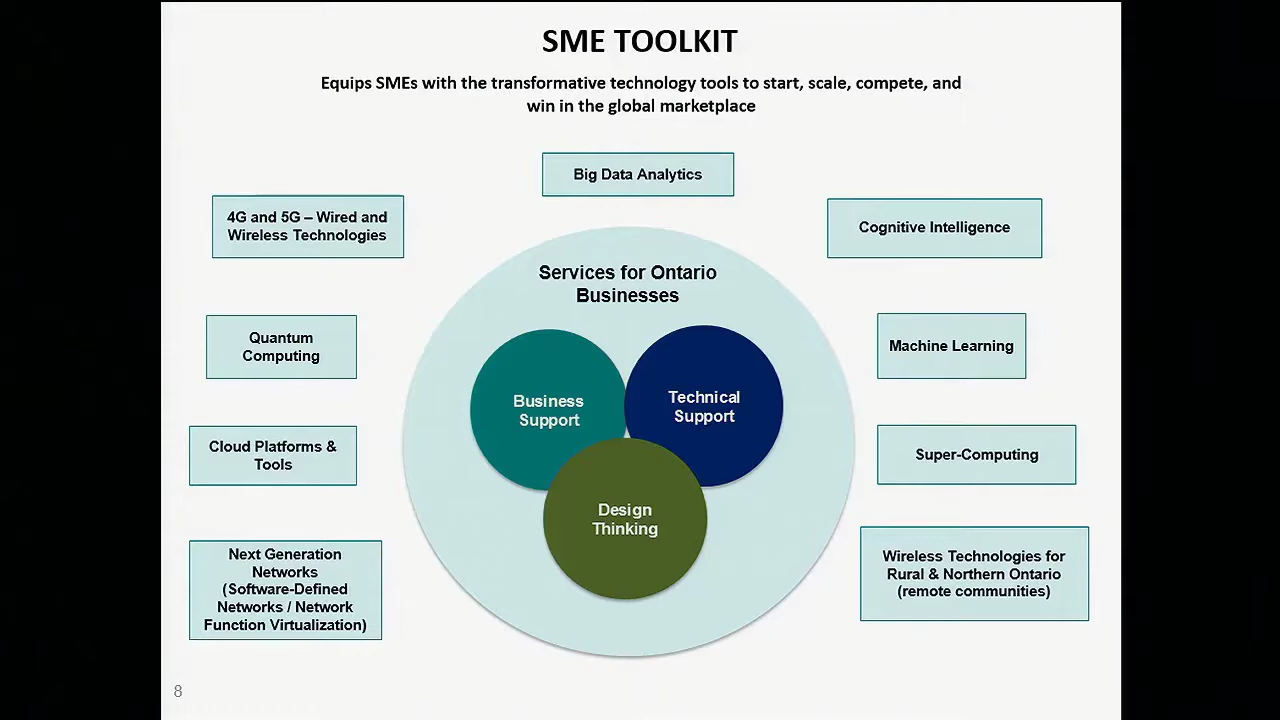 SME TOOLKIT
Equips SMEs with the transformative technology tools to start, scale, compete, and
win in the global marketplace
Big Data Analytics
4G and 5G – Wired and
Wireless Technologies
Cognitive Intelligence
Services for Ontario
Businesses
Quantum
Computing
Machine Learning
Business
Support
Technical
Support
Cloud Platforms &
Tools
Super-Computing
Design
Thinking
Next Generation
Networks
(Software-Defined
Networks / Network
Function Virtualization)
Wireless Technologies for
Rural & Northern Ontario
(remote communities)
8